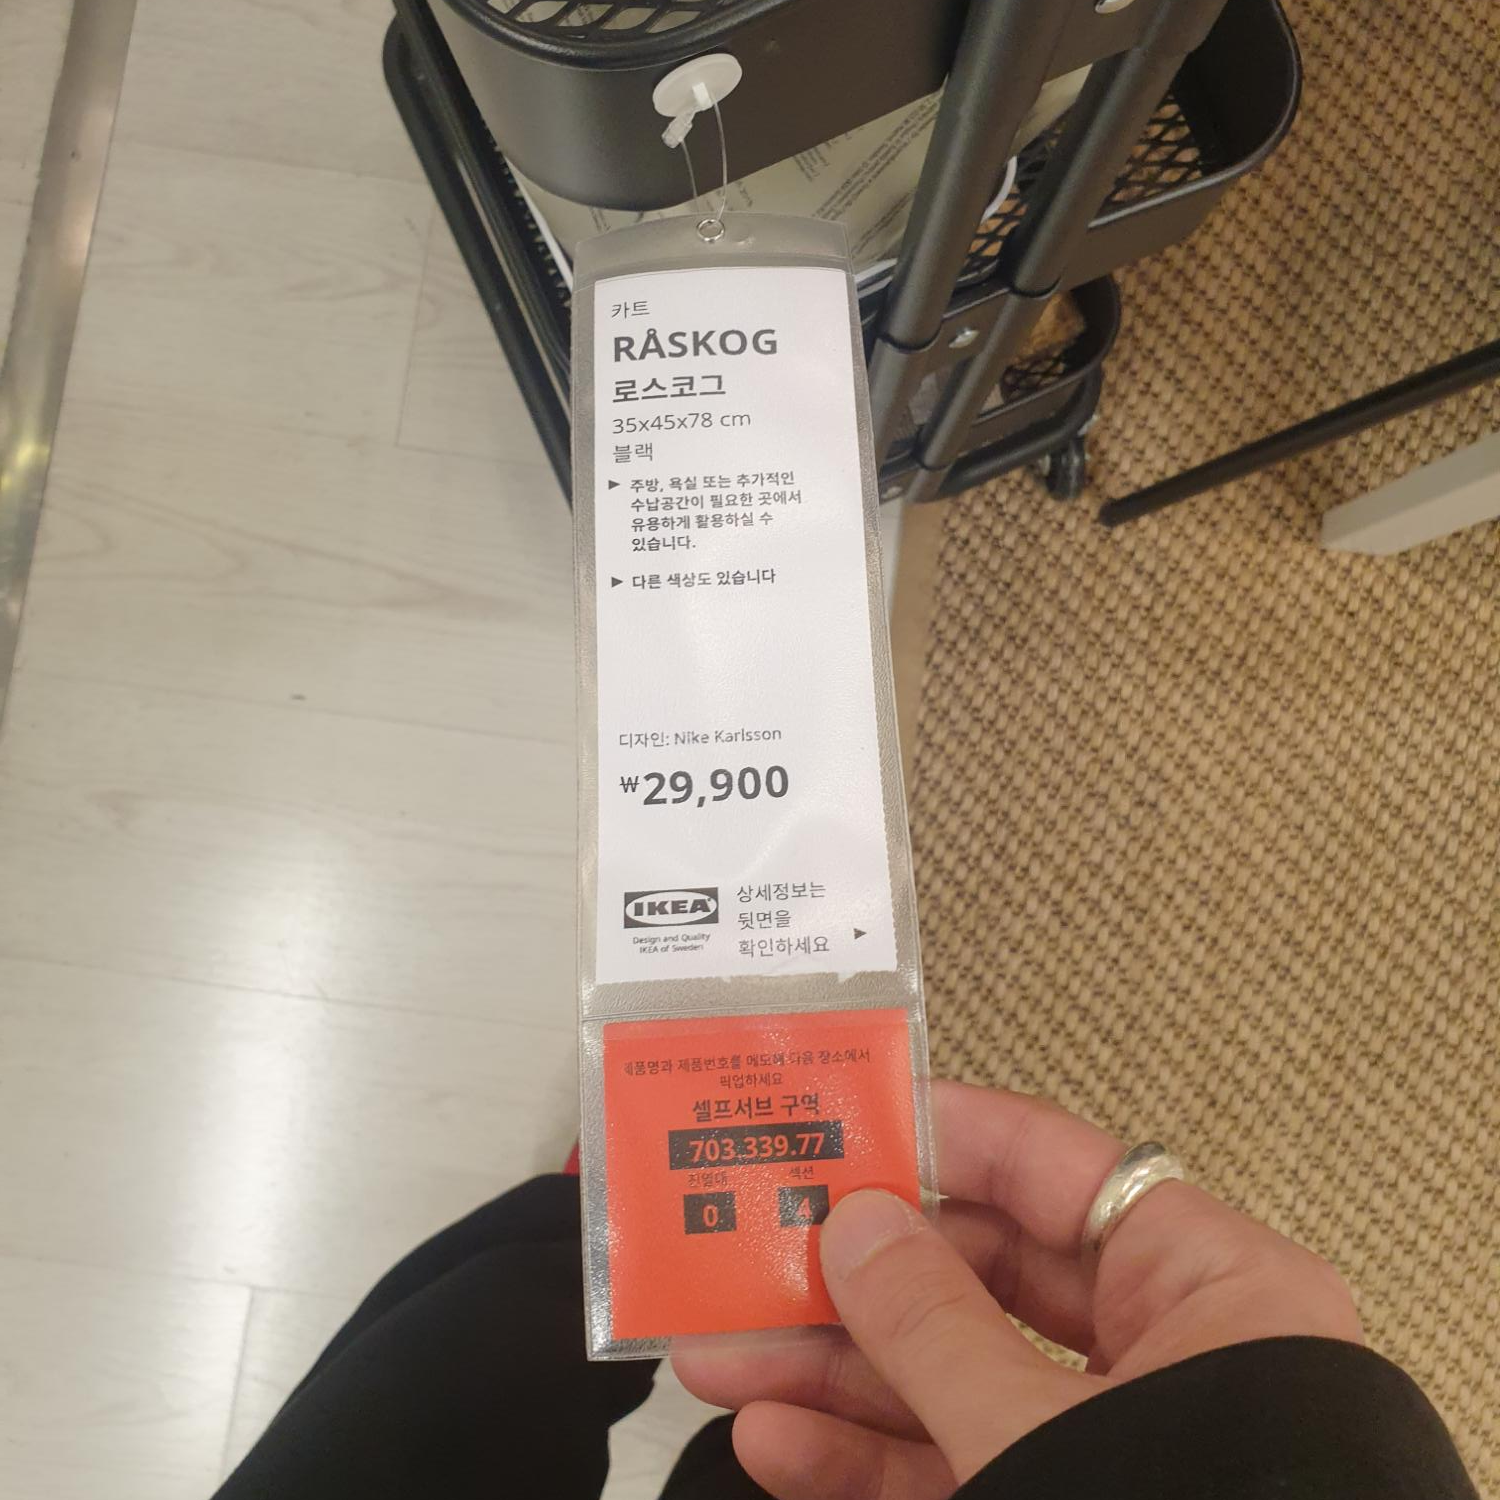 카트
RÅSKOG
로스코그
35x45x78 cm
블랙
▶ 주방, 욕실 또는 추가적인
수납공간이 필요한 곳에서
유용하게 활용하실 수
있습니다.
▶ 다른 색상도 있습니다
디자인: Nike Karlsson
₩29,900
IKEA
Design and Quality
IKEA of Sweden
상세정보는
뒷면을
확인하세요 ▶
제품명과 제품번호를 메모해 다음 장소에서
픽업하세요
셀프서브 구역
703.339.77
진열대 섹션
0 4